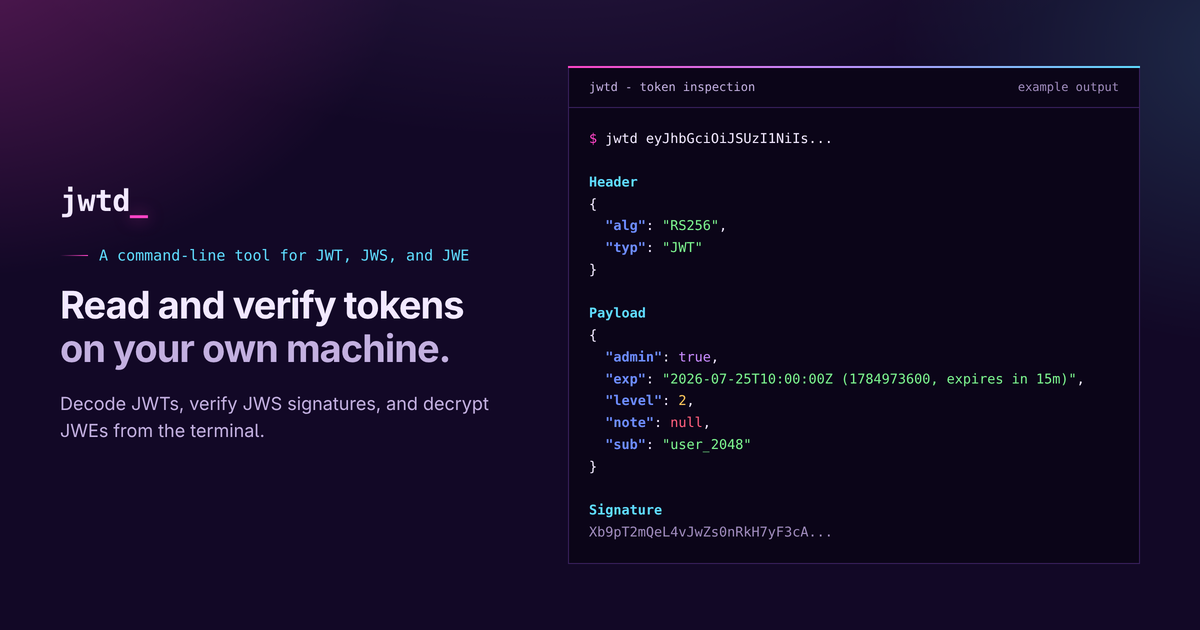 jwtd_
A command-line tool for JWT, JWS, and JWE
Read and verify tokens
on your own machine.
Decode JWTs, verify JWS signatures, and decrypt
JWEs from the terminal.
jwtd - token inspection
example output
$ jwtd eyJhbGciOiJSUzI1NiIs...
Header
{
  "alg": "RS256",
  "typ": "JWT"
}
Payload
{
  "admin": true,
  "exp": "2026-07-25T10:00:00Z (1784973600, expires in 15m)",
  "level": 2,
  "note": null,
  "sub": "user_2048"
}
Signature
Xb9pT2mQeL4vJwZs0nRkH7yF3cA...